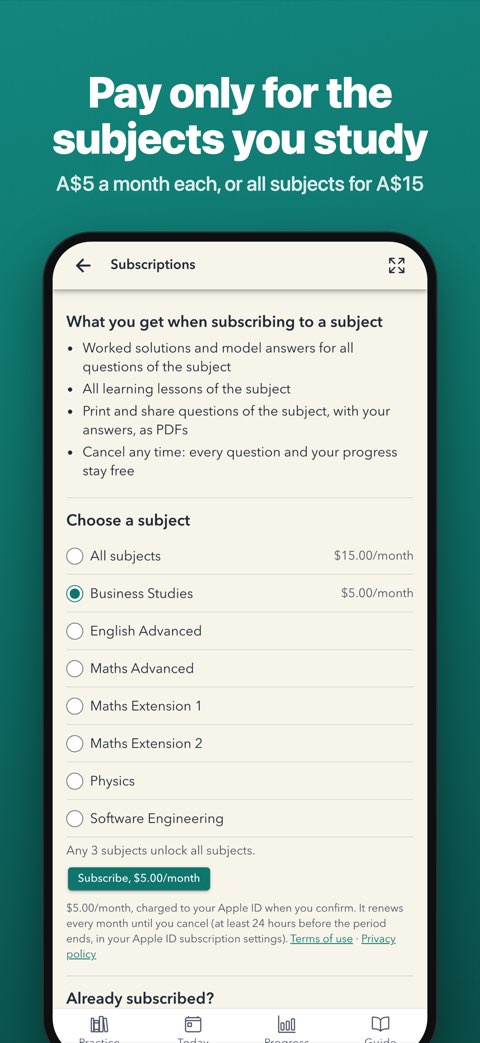 Pay only for the
subjects you study
A$5 a month each, or all subjects for A$15
Subscriptions
What you get when subscribing to a subject
• Worked solutions and model answers for all
questions of the subject
• All learning lessons of the subject
• Print and share questions of the subject, with your
answers, as PDFs
• Cancel any time: every question and your progress
stay free
Choose a subject
All subjects $15.00/month
Business Studies $5.00/month
English Advanced
Maths Advanced
Maths Extension 1
Maths Extension 2
Physics
Software Engineering
Any 3 subjects unlock all subjects.
Subscribe, $5.00/month
$5.00/month, charged to your Apple ID when you confirm. It renews
every month until you cancel (at least 24 hours before the period
ends, in your Apple ID subscription settings). Terms of use · Privacy
policy
Already subscribed?
Practice Today Progress Guide